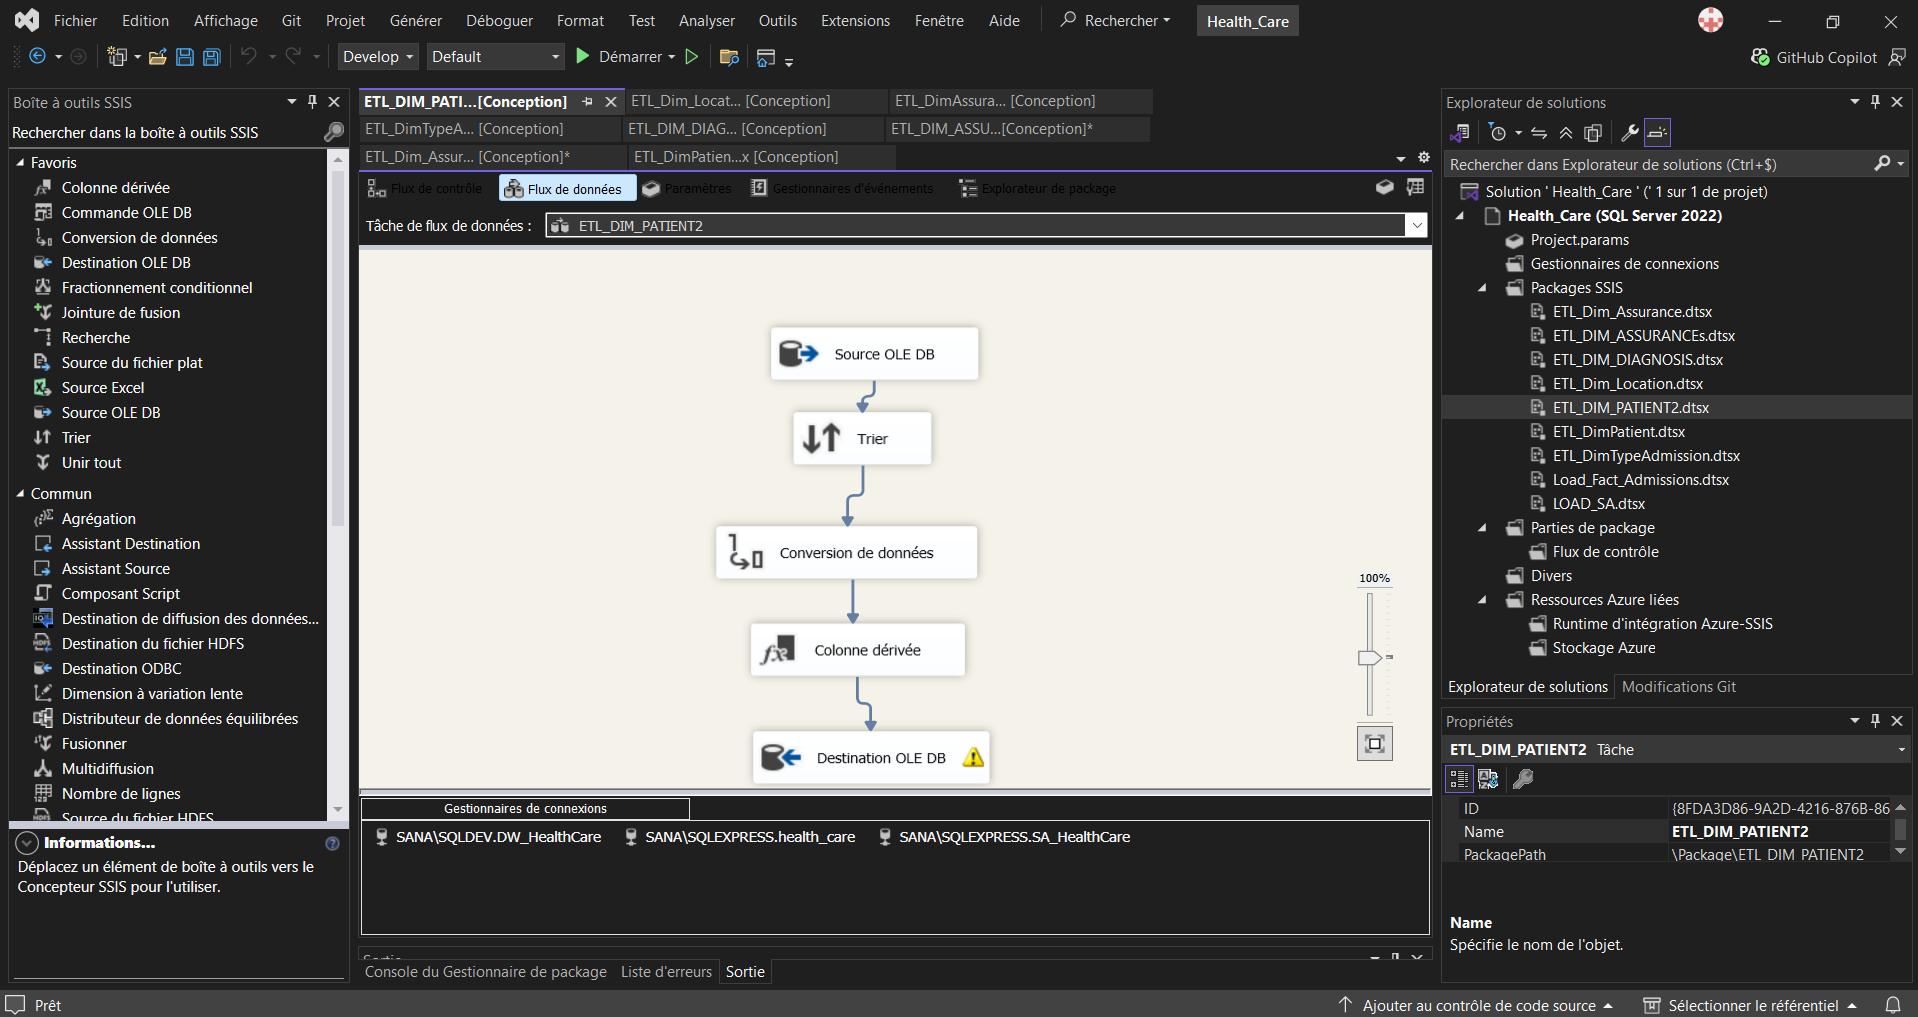 Fichier Edition Affichage Git Projet Générer Déboguer Format Test Analyser Outils Extensions Fenêtre Aide Rechercher Health_Care
Develop Default Démarrer GitHub Copilot
Boîte à outils SSIS
Rechercher dans la boîte à outils SSIS
Favoris
Colonne dérivée
Commande OLE DB
Conversion de données
Destination OLE DB
Fractionnement conditionnel
Jointure de fusion
Recherche
Source du fichier plat
Source Excel
Source OLE DB
Trier
Unir tout
Commun
Agrégation
Assistant Destination
Assistant Source
Composant Script
Destination de diffusion des données...
Destination du fichier HDFS
Destination ODBC
Dimension à variation lente
Distributeur de données équilibrées
Fusionner
Multidiffusion
Nombre de lignes
Source du fichier HDFS
Informations...
Déplacez un élément de boîte à outils vers le
Concepteur SSIS pour l'utiliser.
ETL_DIM_PATI...[Conception] ETL_Dim_Locat... [Conception] ETL_DimAssura... [Conception]
ETL_DimTypeA... [Conception] ETL_DIM_DIAG... [Conception] ETL_DIM_ASSU...[Conception]*
ETL_Dim_Assur... [Conception]* ETL_DimPatien...x [Conception]
Flux de contrôle Flux de données Paramètres Gestionnaires d'événements Explorateur de package
Tâche de flux de données : ETL_DIM_PATIENT2
Source OLE DB
Trier
Conversion de données
Colonne dérivée
Destination OLE DB
100%
Gestionnaires de connexions
SANA\SQLDEV.DW_HealthCare SANA\SQLEXPRESS.health_care SANA\SQLEXPRESS.SA_HealthCare
Sortie
Console du Gestionnaire de package Liste d'erreurs Sortie
Explorateur de solutions
Rechercher dans Explorateur de solutions (Ctrl+$)
Solution ' Health_Care ' (' 1 sur 1 de projet)
Health_Care (SQL Server 2022)
Project.params
Gestionnaires de connexions
Packages SSIS
ETL_Dim_Assurance.dtsx
ETL_DIM_ASSURANCEs.dtsx
ETL_DIM_DIAGNOSIS.dtsx
ETL_Dim_Location.dtsx
ETL_DIM_PATIENT2.dtsx
ETL_DimPatient.dtsx
ETL_DimTypeAdmission.dtsx
Load_Fact_Admissions.dtsx
LOAD_SA.dtsx
Parties de package
Flux de contrôle
Divers
Ressources Azure liées
Runtime d'intégration Azure-SSIS
Stockage Azure
Explorateur de solutions Modifications Git
Propriétés
ETL_DIM_PATIENT2 Tâche
ID {8FDA3D86-9A2D-4216-876B-86
Name ETL_DIM_PATIENT2
PackagePath \Package\ETL_DIM_PATIENT2
Name
Spécifie le nom de l'objet.
Prêt Ajouter au contrôle de code source Sélectionner le référentiel